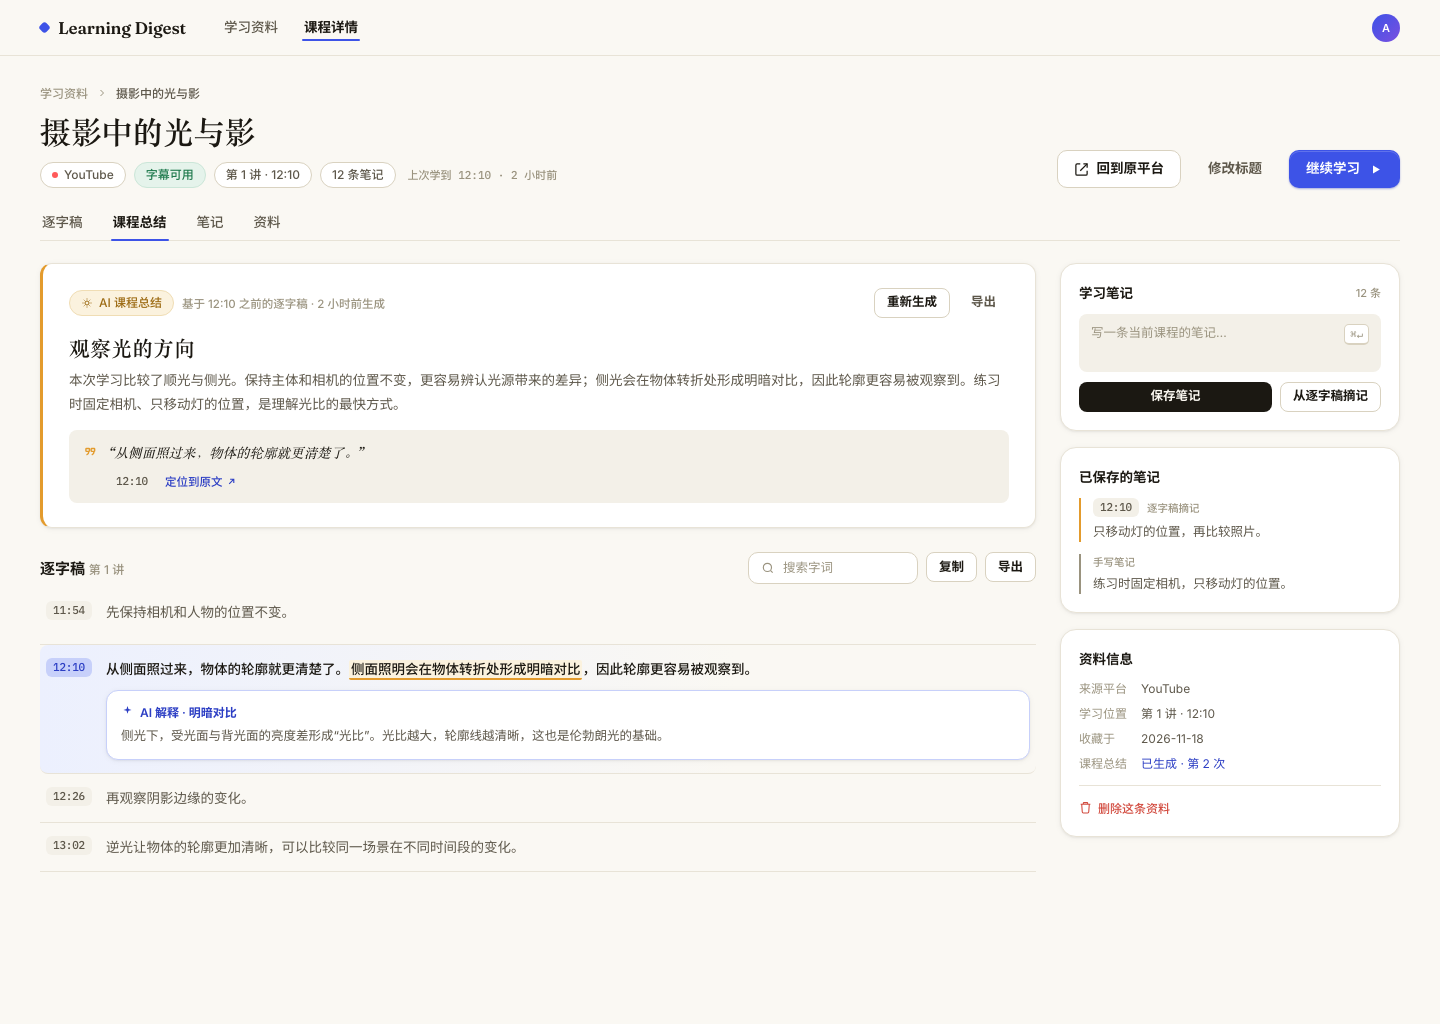 Learning Digest
学习资料
课程详情
A
学习资料 › 摄影中的光与影
摄影中的光与影
YouTube
字幕可用
第 1 讲 · 12:10
12 条笔记
上次学到 12:10 · 2 小时前
回到原平台
修改标题
继续学习
逐字稿
课程总结
笔记
资料
AI 课程总结
基于 12:10 之前的逐字稿 · 2 小时前生成
重新生成
导出
观察光的方向
本次学习比较了顺光与侧光。保持主体和相机的位置不变，更容易辨认光源带来的差异；侧光会在物体转折处形成明暗对比，因此轮廓更容易被观察到。练习
时固定相机、只移动灯的位置，是理解光比的最快方式。
“从侧面照过来，物体的轮廓就更清楚了。”
12:10 定位到原文 ↗
逐字稿 第 1 讲
搜索字词
复制
导出
11:54 先保持相机和人物的位置不变。
12:10 从侧面照过来，物体的轮廓就更清楚了。侧面照明会在物体转折处形成明暗对比，因此轮廓更容易被观察到。
AI 解释 · 明暗对比
侧光下，受光面与背光面的亮度差形成“光比”。光比越大，轮廓线越清晰，这也是伦勃朗光的基础。
12:26 再观察阴影边缘的变化。
13:02 逆光让物体的轮廓更加清晰，可以比较同一场景在不同时间段的变化。
学习笔记
12 条
写一条当前课程的笔记...
⌘↵
保存笔记
从逐字稿摘记
已保存的笔记
12:10 逐字稿摘记
只移动灯的位置，再比较照片。
手写笔记
练习时固定相机，只移动灯的位置。
资料信息
来源平台 YouTube
学习位置 第 1 讲 · 12:10
收藏于 2026-11-18
课程总结 已生成 · 第 2 次
删除这条资料